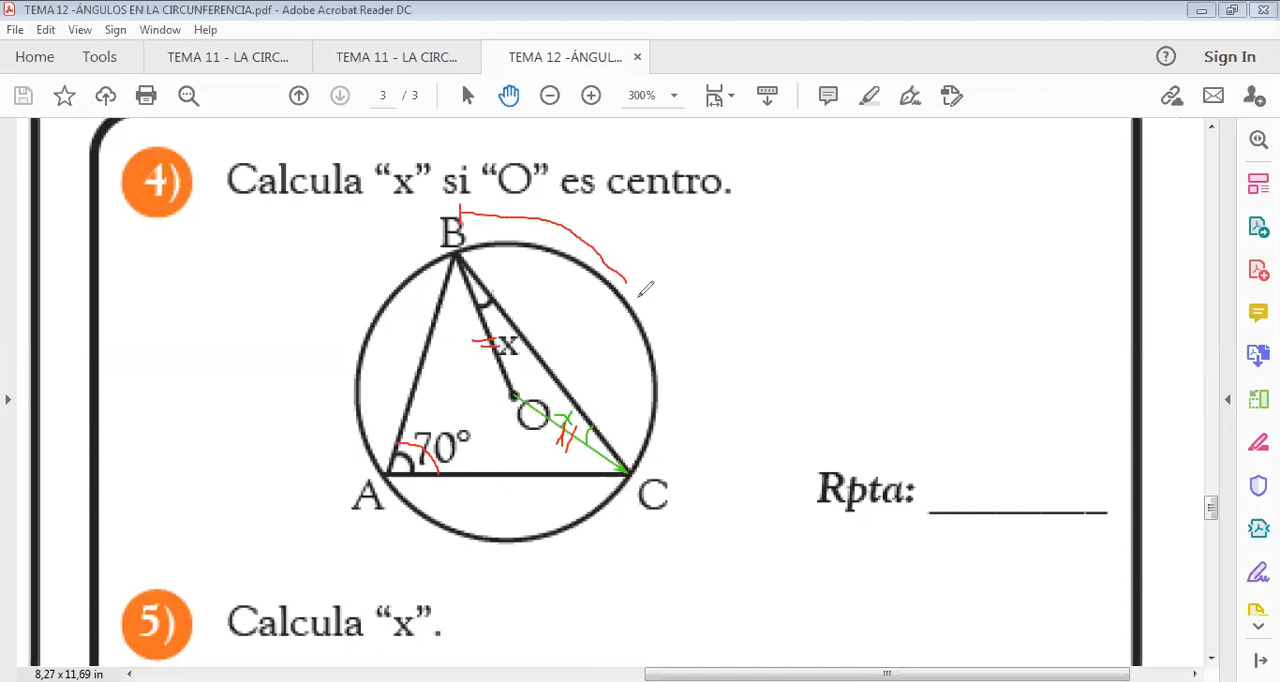 TEMA 12 -ÁNGULOS EN LA CIRCUNFERENCIA.pdf - Adobe Acrobat Reader DC
File Edit View Sign Window Help
Home Tools TEMA 11 - LA CIRC... TEMA 11 - LA CIRC... TEMA 12 -ÁNGUL... × ? Sign In
3 / 3 300%
4) Calcula “x” si “O” es centro.
B
x
O x
70°
A C
Rpta: ________
5) Calcula “x”.
8,27 x 11,69 in